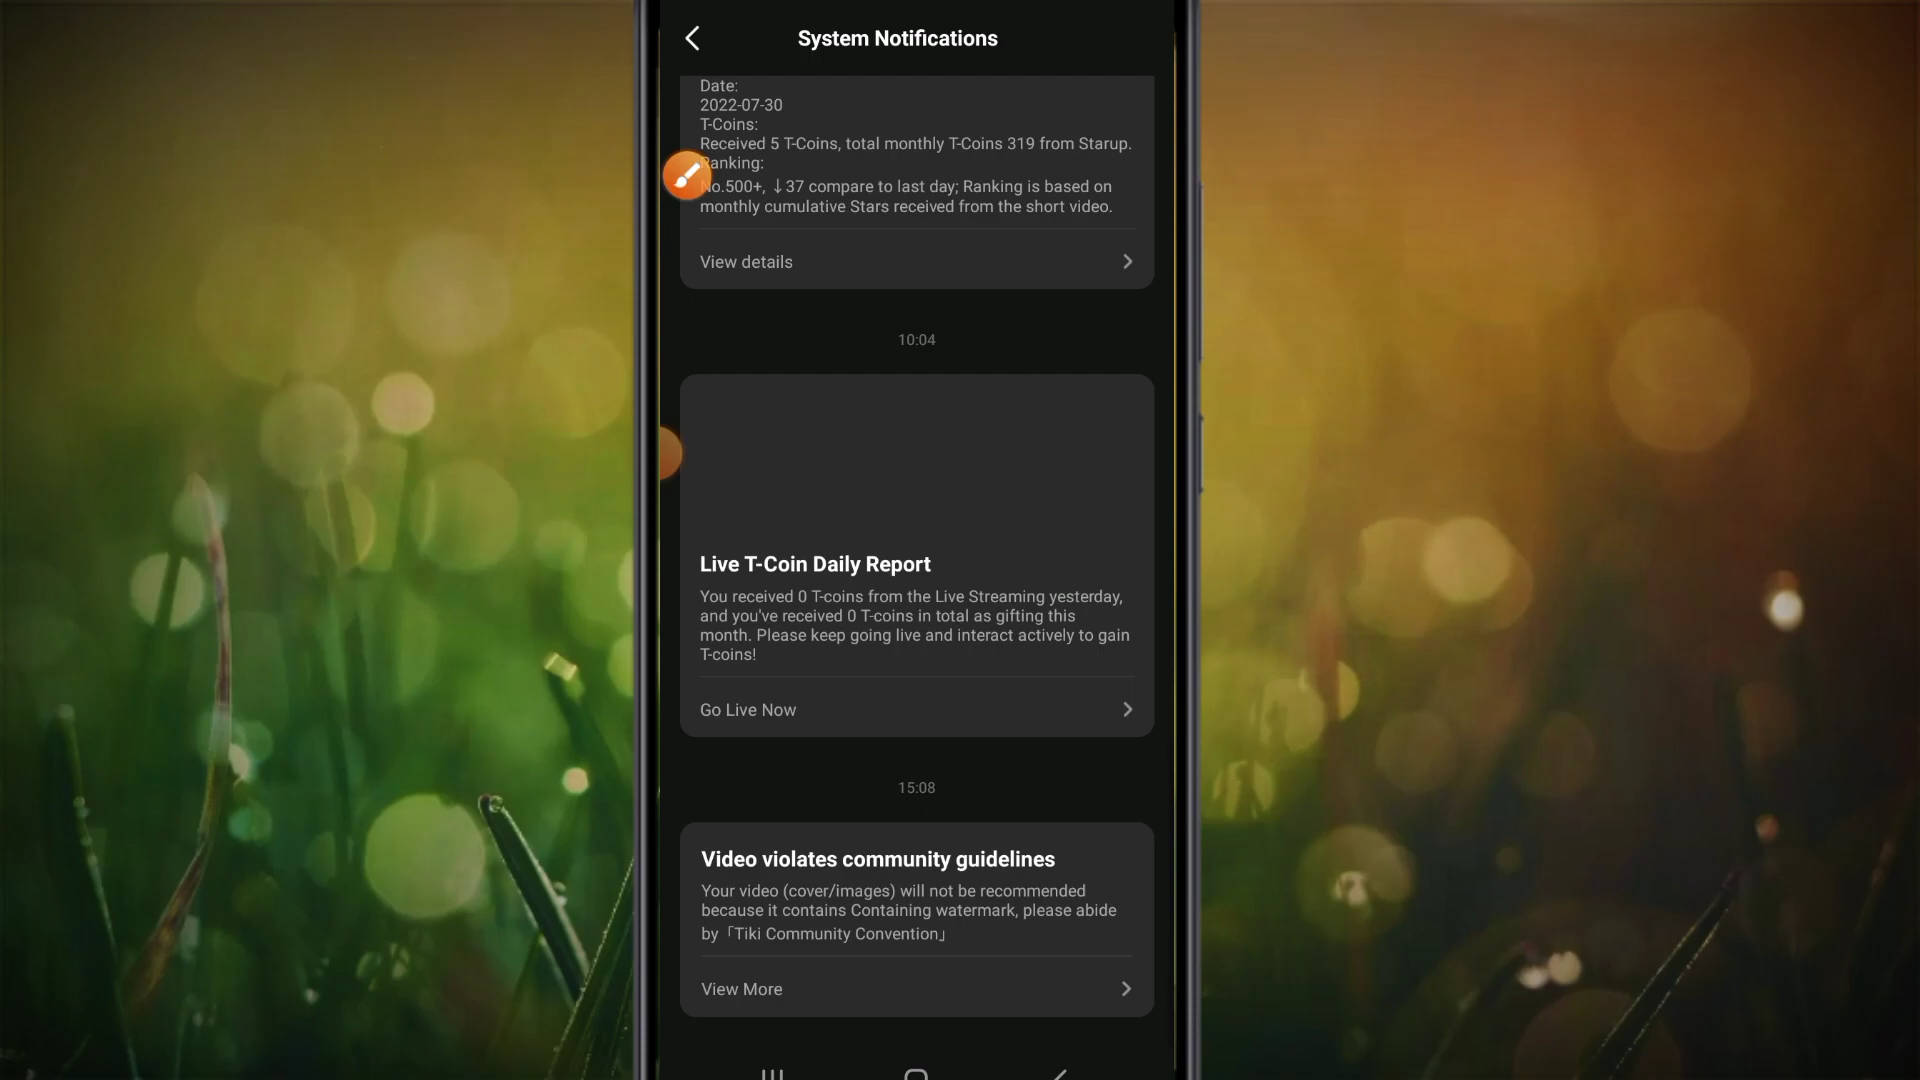 System Notifications
Date:
2022-07-30
T-Coins:
Received 5 T-Coins, total monthly T-Coins 319 from Starup.
Ranking:
No.500+, ↓37 compare to last day; Ranking is based on
monthly cumulative Stars received from the short video.
View details
10:04
Live T-Coin Daily Report
You received 0 T-coins from the Live Streaming yesterday,
and you've received 0 T-coins in total as gifting this
month. Please keep going live and interact actively to gain
T-coins!
Go Live Now
15:08
Video violates community guidelines
Your video (cover/images) will not be recommended
because it contains Containing watermark, please abide
by「Tiki Community Convention」
View More